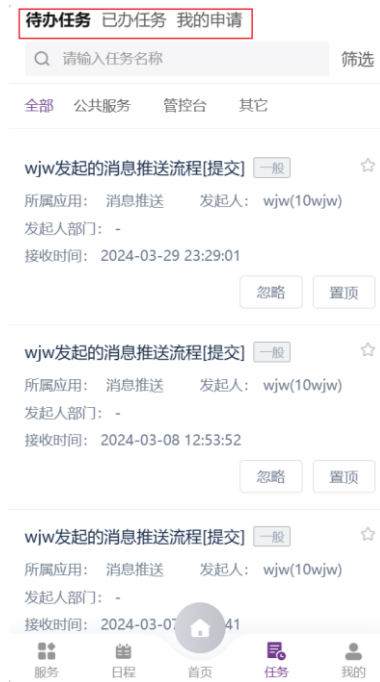 待办任务 已办任务 我的申请
请输入任务名称 筛选
全部 公共服务 管控台 其它
wjw发起的消息推送流程[提交] 一般
所属应用： 消息推送 发起人： wjw(10wjw)
发起人部门： -
接收时间： 2024-03-29 23:29:01
忽略 置顶
wjw发起的消息推送流程[提交] 一般
所属应用： 消息推送 发起人： wjw(10wjw)
发起人部门： -
接收时间： 2024-03-08 12:53:52
忽略 置顶
wjw发起的消息推送流程[提交] 一般
所属应用： 消息推送 发起人： wjw(10wjw)
发起人部门： -
接收时间： 2024-03-07 41
服务 日程 首页 任务 我的